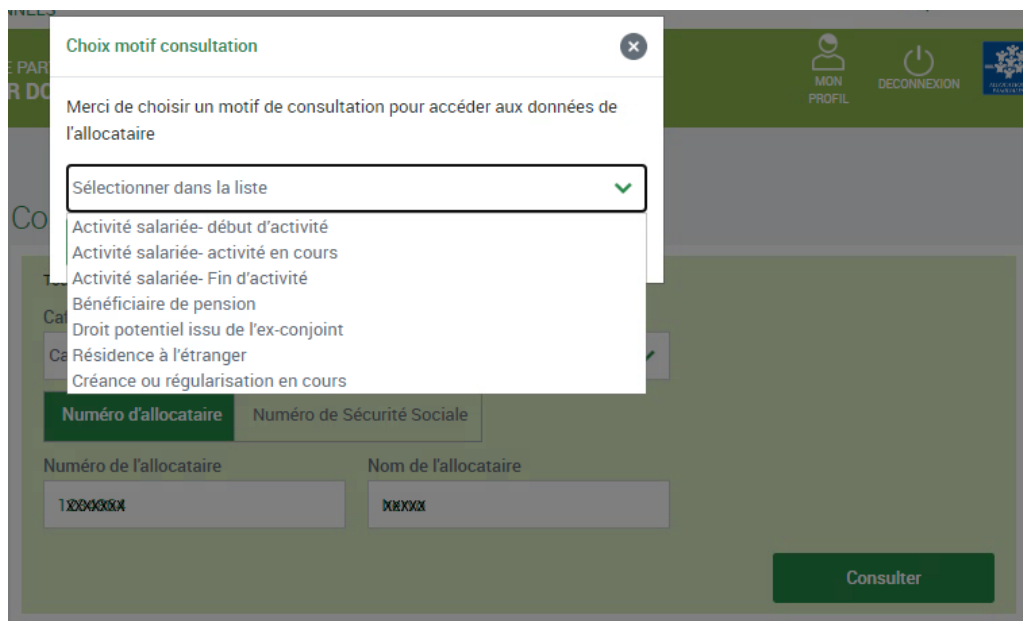 Choix motif consultation
MON
PROFIL
DECONNEXION
Merci de choisir un motif de consultation pour accéder aux données de
l'allocataire
Sélectionner dans la liste
Activité salariée- début d'activité
Activité salariée- activité en cours
Activité salariée- Fin d'activité
Bénéficiaire de pension
Droit potentiel issu de l'ex-conjoint
Résidence à l'étranger
Créance ou régularisation en cours
Co
Ca
Numéro d'allocataire Numéro de Sécurité Sociale
Numéro de l'allocataire Nom de l'allocataire
Consulter